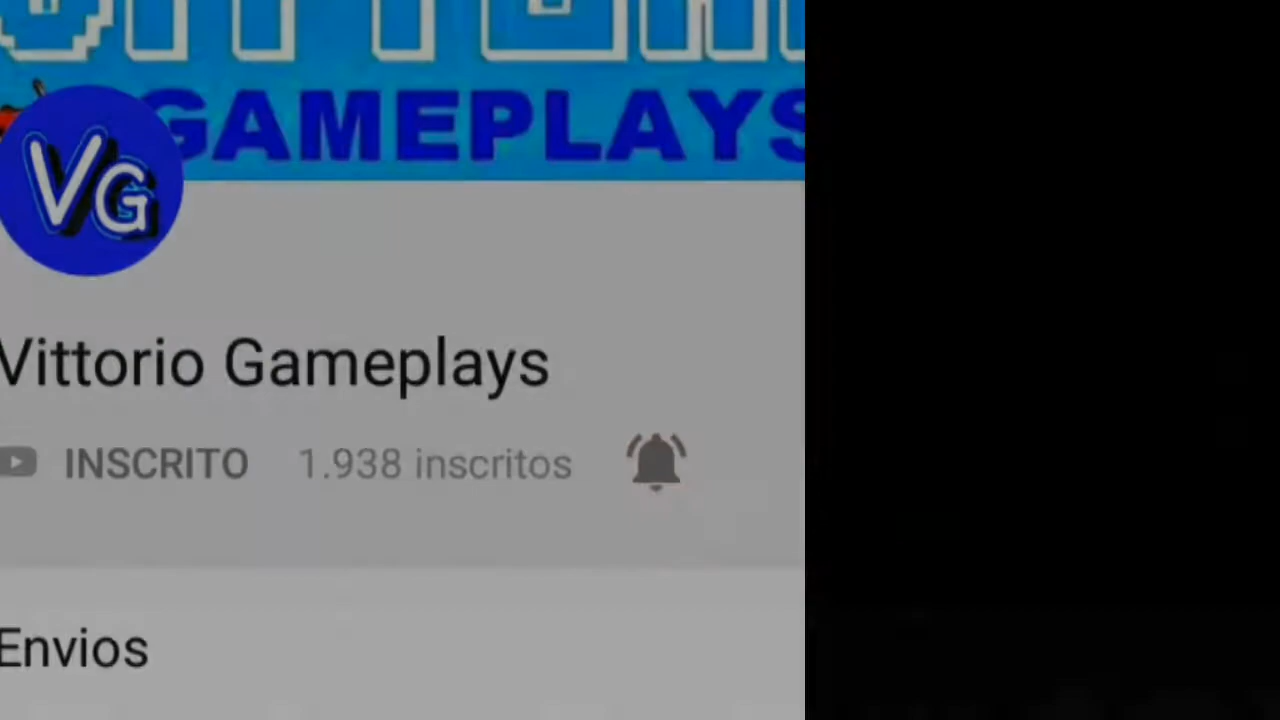 GAMEPLAYS
VG
Vittorio Gameplays
INSCRITO 1.938 inscritos
Envios